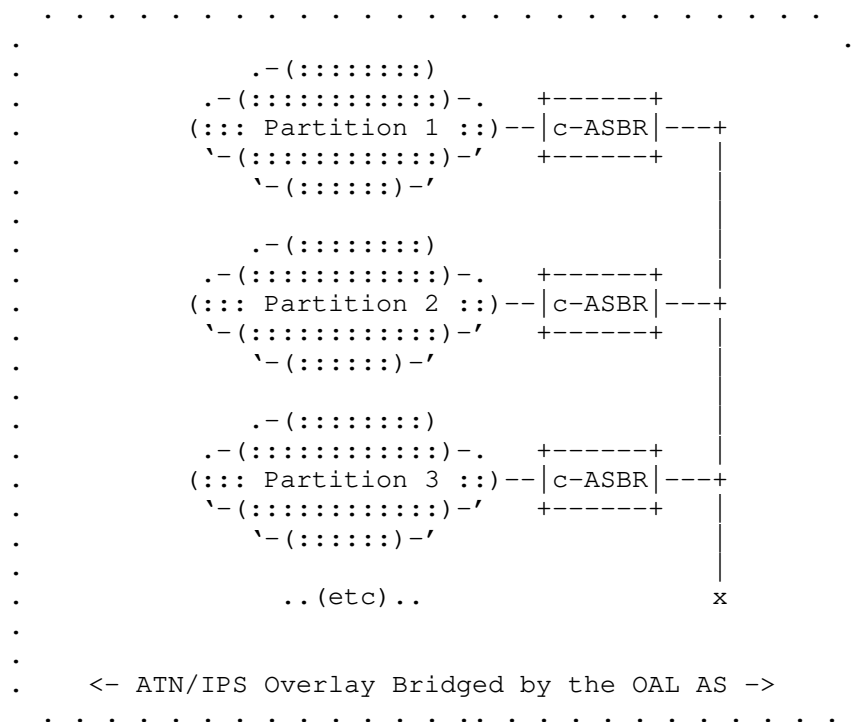 . . . . . . . . . . . . . . . . . . . . . . . . .
. .
. .-(::::::::)
. .-(::::::::::::)-. +------+
. (::: Partition 1 ::)--|c-ASBR|---+
. `-(::::::::::::)-' +------+ |
. `-(::::::)-' |
. |
. .-(::::::::) |
. .-(::::::::::::)-. +------+ |
. (::: Partition 2 ::)--|c-ASBR|---+
. `-(::::::::::::)-' +------+ |
. `-(::::::)-' |
. |
. .-(::::::::) |
. .-(::::::::::::)-. +------+ |
. (::: Partition 3 ::)--|c-ASBR|---+
. `-(::::::::::::)-' +------+ |
. `-(::::::)-' |
. |
. ..(etc).. x
.
.
. <- ATN/IPS Overlay Bridged by the OAL AS ->
. . . . . . . . . . . . . .. . . . . . . . . . . .